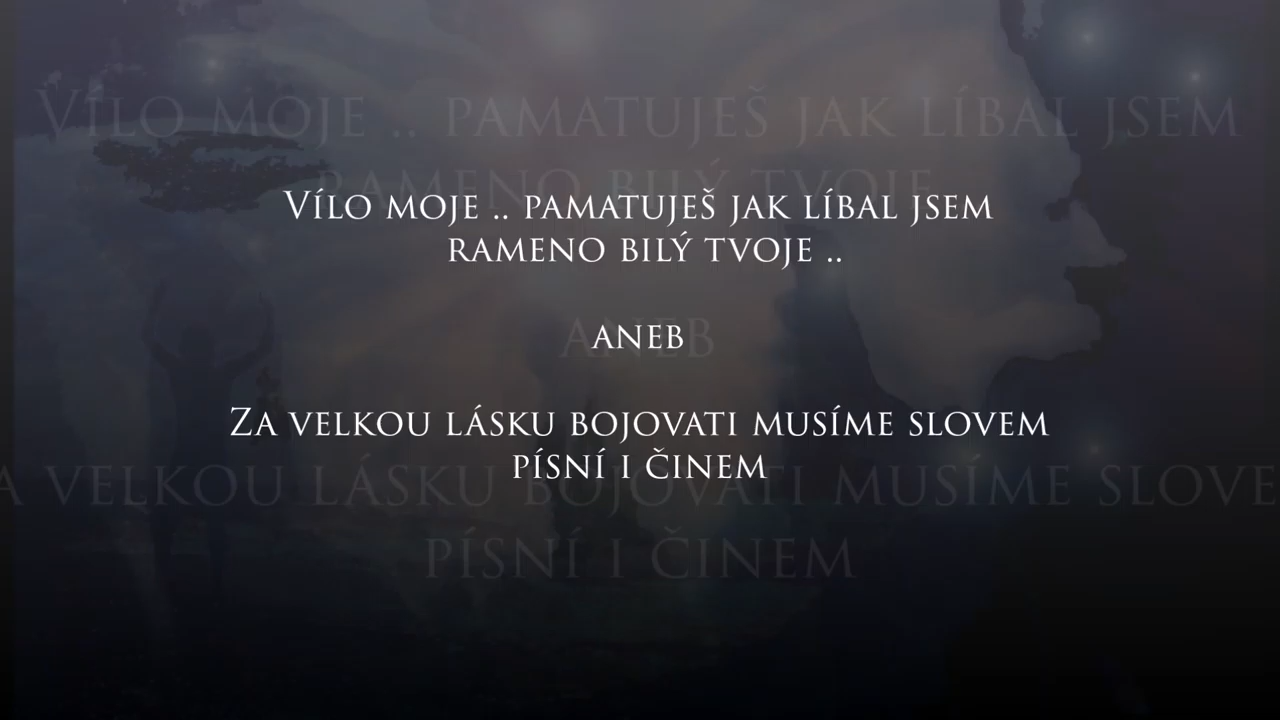 Vílo moje .. pamatuješ jak líbal jsem
rameno bilý tvoje ..
aneb
Za velkou lásku bojovati musíme slovem
písní i činem